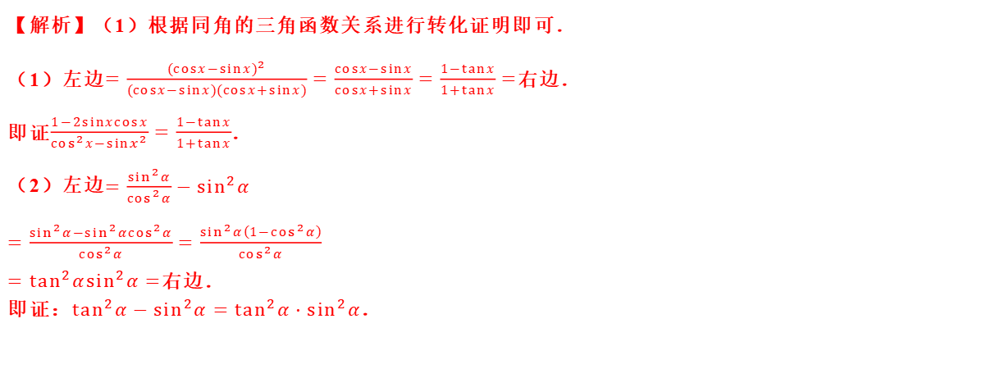 【解析】（1）根据同角的三角函数关系进行转化证明即可．
（1）左边= $\frac{(\cos x-\sin x)^2}{(\cos x-\sin x)(\cos x+\sin x)} = \frac{\cos x-\sin x}{\cos x+\sin x} = \frac{1-\tan x}{1+\tan x}$ =右边．
即证$\frac{1-2\sin x\cos x}{\cos^2 x-\sin x^2} = \frac{1-\tan x}{1+\tan x}$．
（2）左边= $\frac{\sin^2\alpha}{\cos^2\alpha} - \sin^2\alpha$
= $\frac{\sin^2\alpha-\sin^2\alpha\cos^2\alpha}{\cos^2\alpha} = \frac{\sin^2\alpha(1-\cos^2\alpha)}{\cos^2\alpha}$
= $\tan^2\alpha\sin^2\alpha$ =右边．
即证：$\tan^2\alpha - \sin^2\alpha = \tan^2\alpha \cdot \sin^2\alpha$．